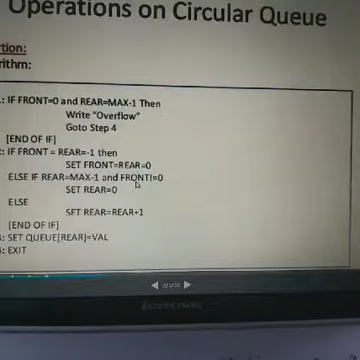 Operations on Circular Queue
tion:
rithm:
: IF FRONT=0 and REAR=MAX-1 Then
Write "Overflow"
Goto Step 4
[END OF IF]
: IF FRONT = REAR=-1 then
SET FRONT=REAR=0
ELSE IF REAR=MAX-1 and FRONT!=0
SET REAR=0
ELSE
SET REAR=REAR+1
[END OF IF]
: SET QUEUE[REAR]=VAL
: EXIT
lenovo